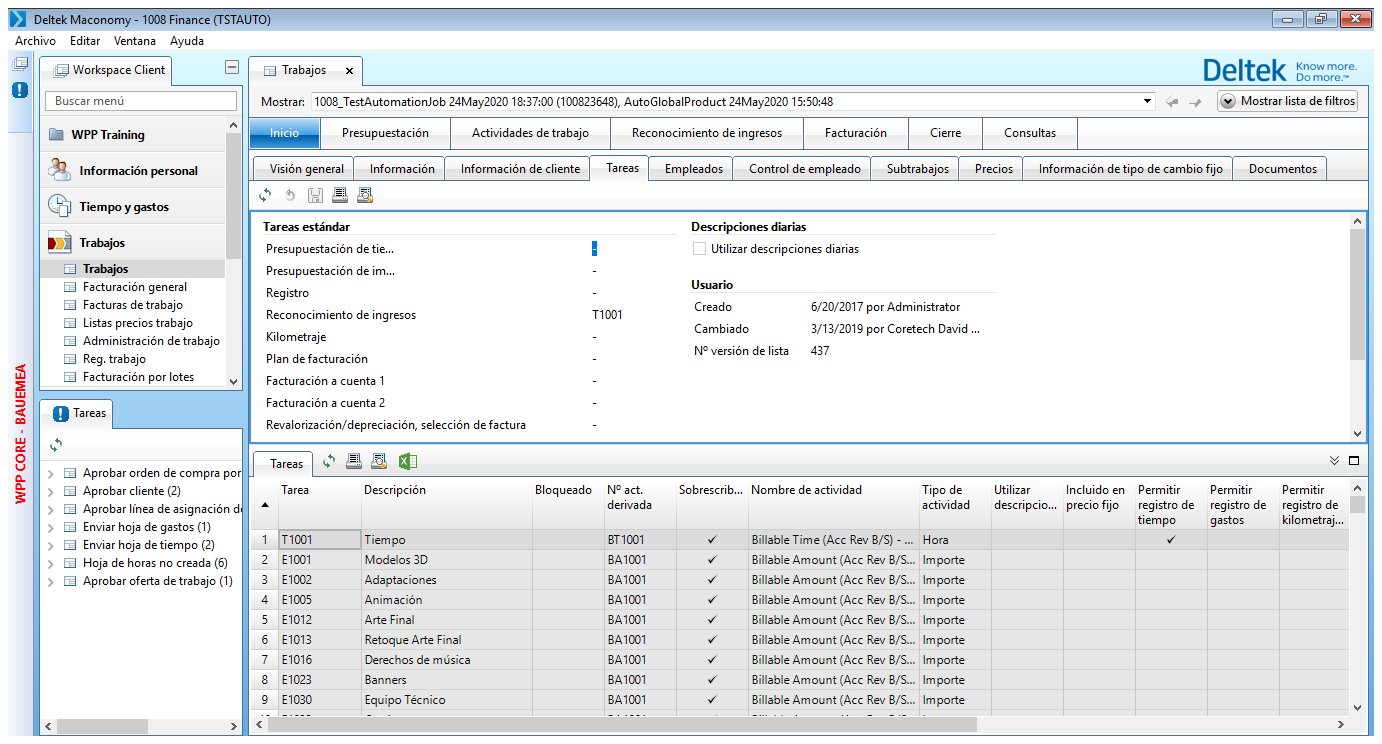 Deltek Maconomy - 1008 Finance (TSTAUTO)
Archivo Editar Ventana Ayuda
Workspace Client
Buscar menú
WPP Training
Información personal
Tiempo y gastos
Trabajos
Trabajos
Facturación general
Facturas de trabajo
Listas precios trabajo
Administración de trabajo
Reg. trabajo
Facturación por lotes
WPP CORE - BAUEMEA
Tareas
Aprobar orden de compra por
Aprobar cliente (2)
Aprobar línea de asignación de
Enviar hoja de gastos (1)
Enviar hoja de tiempo (2)
Hoja de horas no creada (6)
Aprobar oferta de trabajo (1)
Trabajos
Deltek Know more. Do more.™
Mostrar: 1008_TestAutomationJob 24May2020 18:37:00 (100823648), AutoGlobalProduct 24May2020 15:50:48 Mostrar lista de filtros
Inicio Presupuestación Actividades de trabajo Reconocimiento de ingresos Facturación Cierre Consultas
Visión general Información Información de cliente Tareas Empleados Control de empleado Subtrabajos Precios Información de tipo de cambio fijo Documentos
Tareas estándar
Presupuestación de tie... -
Presupuestación de im... -
Registro -
Reconocimiento de ingresos T1001
Kilometraje -
Plan de facturación -
Facturación a cuenta 1 -
Facturación a cuenta 2 -
Revalorización/depreciación, selección de factura -
Descripciones diarias
Utilizar descripciones diarias
Usuario
Creado 6/20/2017 por Administrator
Cambiado 3/13/2019 por Coretech David ...
Nº versión de lista 437
Tareas
Tarea Descripción Bloqueado Nº act. derivada Sobrescrib... Nombre de actividad Tipo de actividad Utilizar descripcio... Incluido en precio fijo Permitir registro de tiempo Permitir registro de gastos Permitir registro de kilometraj...
1 T1001 Tiempo BT1001 ✓ Billable Time (Acc Rev B/S) - ... Hora ✓
2 E1001 Modelos 3D BA1001 ✓ Billable Amount (Acc Rev B/S... Importe
3 E1002 Adaptaciones BA1001 ✓ Billable Amount (Acc Rev B/S... Importe
4 E1005 Animación BA1001 ✓ Billable Amount (Acc Rev B/S... Importe
5 E1012 Arte Final BA1001 ✓ Billable Amount (Acc Rev B/S... Importe
6 E1013 Retoque Arte Final BA1001 ✓ Billable Amount (Acc Rev B/S... Importe
7 E1016 Derechos de música BA1001 ✓ Billable Amount (Acc Rev B/S... Importe
8 E1023 Banners BA1001 ✓ Billable Amount (Acc Rev B/S... Importe
9 E1030 Equipo Técnico BA1001 ✓ Billable Amount (Acc Rev B/S... Importe